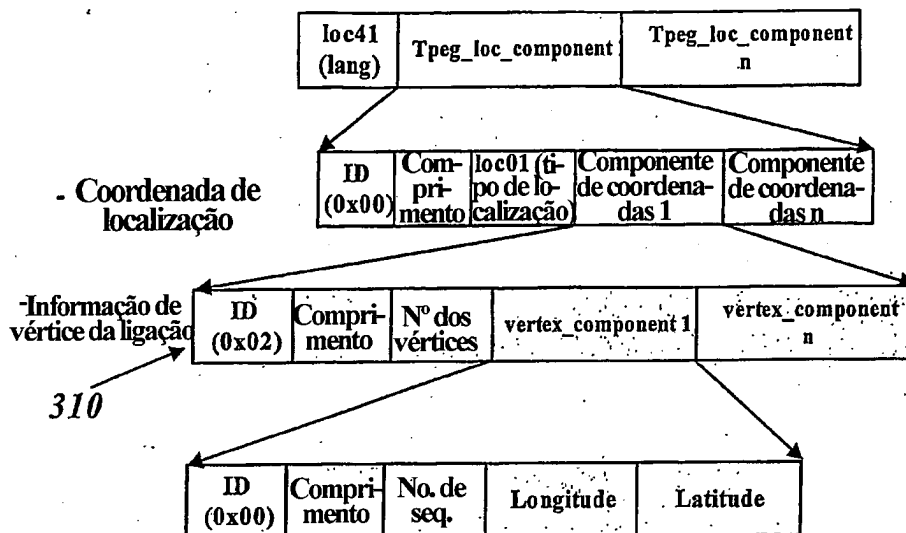 loc41
(lang)
Tpeg_loc_component
Tpeg_loc_component
n
- Coordenada de
localização
ID
(0x00)
Com-
pri-
mento
loc01 (ti-
po de lo-
calização)
Componente
de coordena-
das 1
Componente
de coordena-
das n
-Informação de
vértice da ligação
310
ID
(0x02)
Compri-
mento
Nº dos
vértices
vertex_component 1
vertex_component
n
ID
(0x00)
Compri-
mento
No. de
seq.
Longitude
Latitude